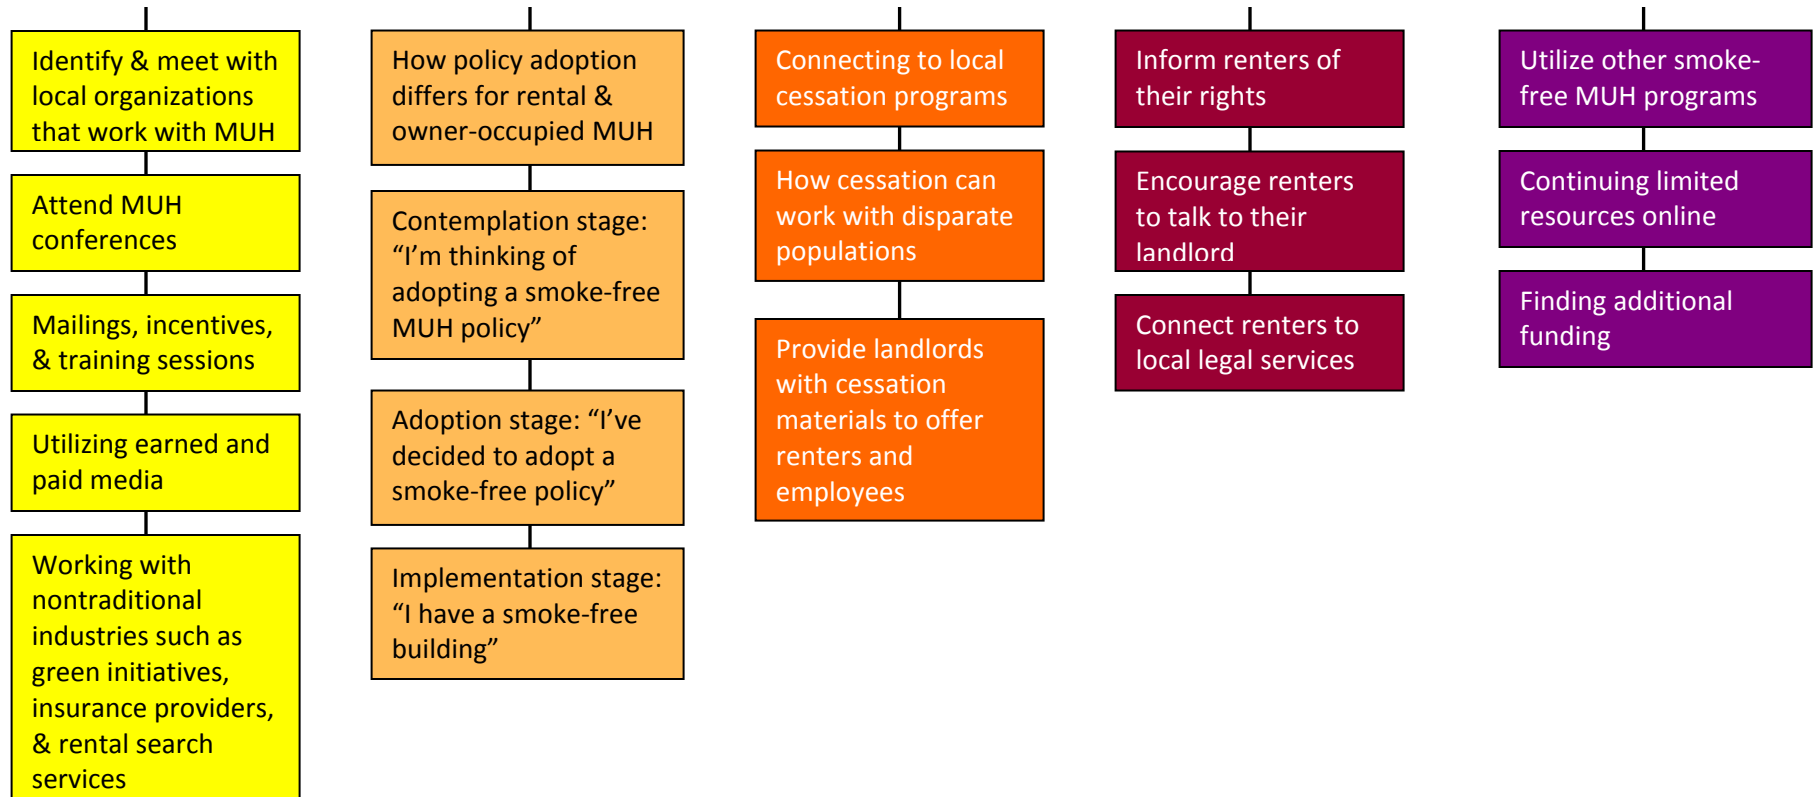 Identify & meet with
local organizations
that work with MUH
Attend MUH
conferences
Mailings, incentives,
& training sessions
Utilizing earned and
paid media
Working with
nontraditional
industries such as
green initiatives,
insurance providers,
& rental search
services
How policy adoption
differs for rental &
owner-occupied MUH
Contemplation stage:
“I’m thinking of
adopting a smoke-free
MUH policy”
Adoption stage: “I’ve
decided to adopt a
smoke-free policy”
Implementation stage:
“I have a smoke-free
building”
Connecting to local
cessation programs
How cessation can
work with disparate
populations
Provide landlords
with cessation
materials to offer
renters and
employees
Inform renters of
their rights
Encourage renters
to talk to their
landlord
Connect renters to
local legal services
Utilize other smoke-
free MUH programs
Continuing limited
resources online
Finding additional
funding